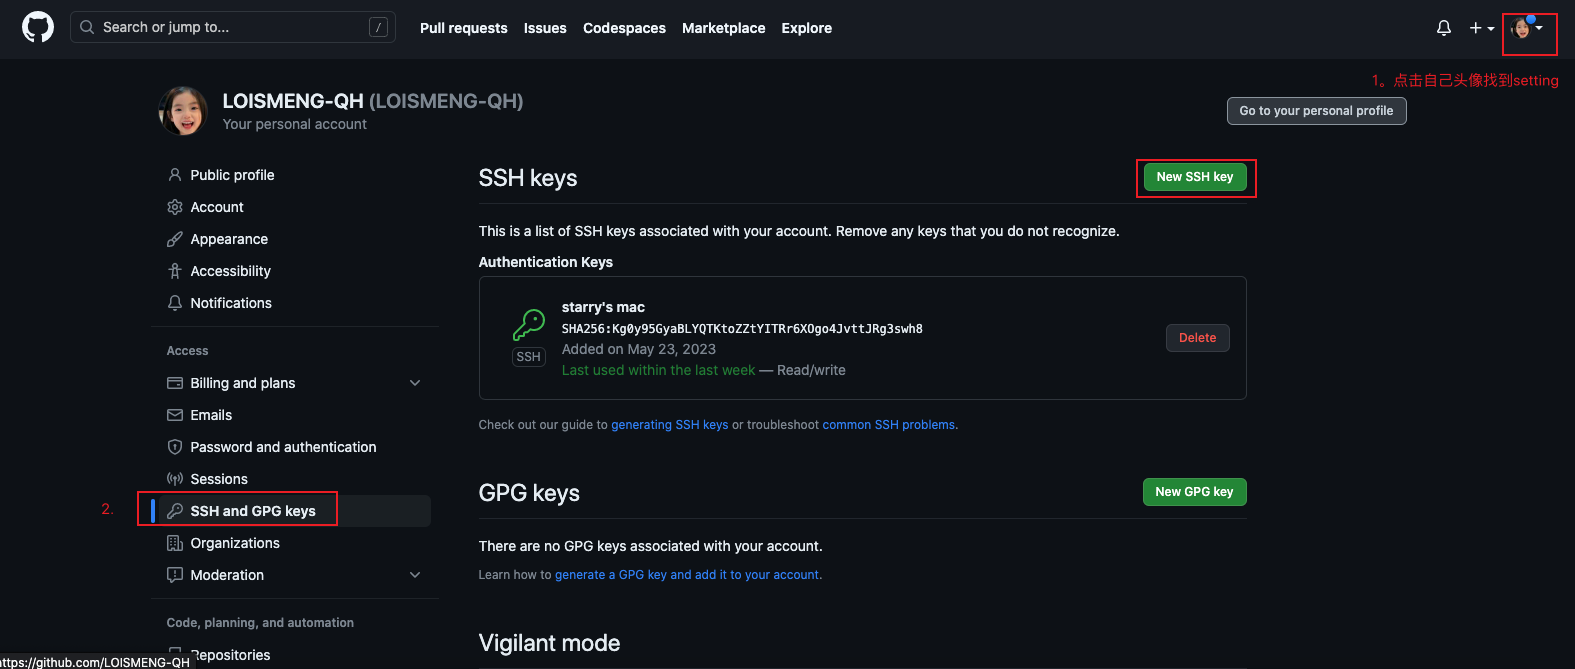 Search or jump to...
/
Pull requests
Issues
Codespaces
Marketplace
Explore
1。点击自己头像找到setting
LOISMENG-QH (LOISMENG-QH)
Your personal account
Go to your personal profile
Public profile
Account
Appearance
Accessibility
Notifications
Access
Billing and plans
Emails
Password and authentication
Sessions
2.
SSH and GPG keys
Organizations
Moderation
Code, planning, and automation
Repositories
SSH keys
New SSH key
This is a list of SSH keys associated with your account. Remove any keys that you do not recognize.
Authentication Keys
starry's mac
SHA256:Kg0y95GyaBLYQTKtoZZtYITRr6XOgo4JvttJRg3swh8
SSH
Added on May 23, 2023
Last used within the last week — Read/write
Delete
Check out our guide to generating SSH keys or troubleshoot common SSH problems.
GPG keys
New GPG key
There are no GPG keys associated with your account.
Learn how to generate a GPG key and add it to your account.
Vigilant mode
https://github.com/LOISMENG-QH